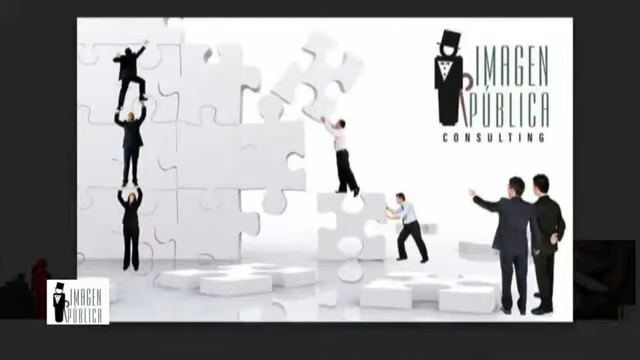 IMAGEN
PÚBLICA
CONSULTING
IMAGEN
PÚBLICA